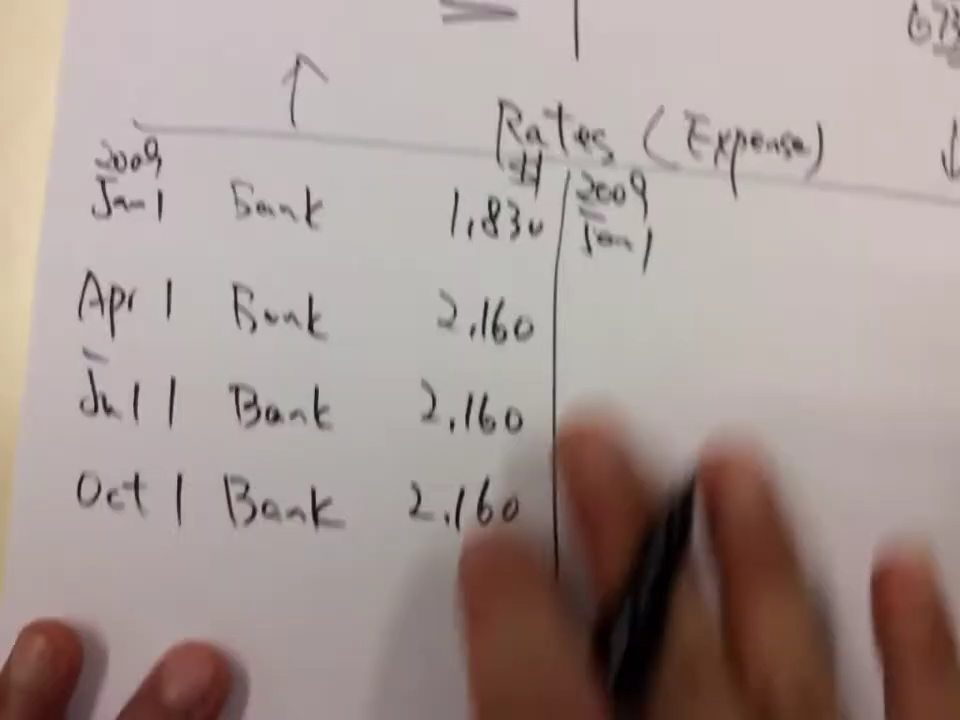 Rates (Expense)
2009 $ 2009
Jan 1 Bank 1,830 Jan 1
Apr 1 Bank 2,160
Jul 1 Bank 2,160
Oct 1 Bank 2,160